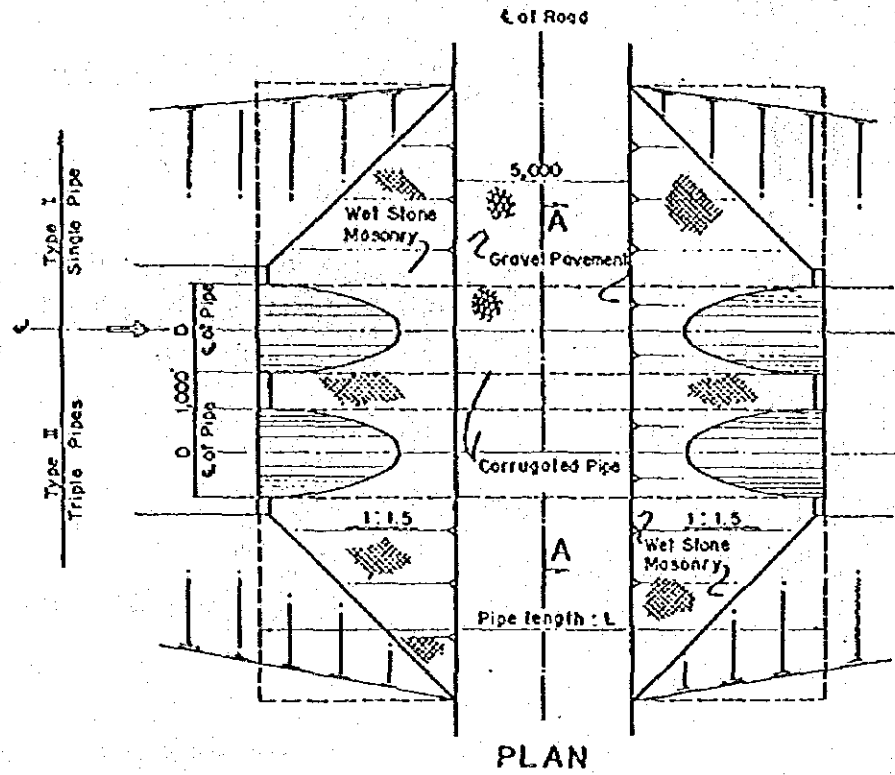 ℄ of Road
5,000
Wet Stone
Masonry
A
Gravel Pavement
Type I
Single Pipe
℄
D
℄ of Pipe
1,000
Type II
Triple Pipes
D
℄ of Pipe
Corrugated Pipe
1:1.5
1:1.5
A
Wet Stone
Masonry
Pipe length : L
PLAN